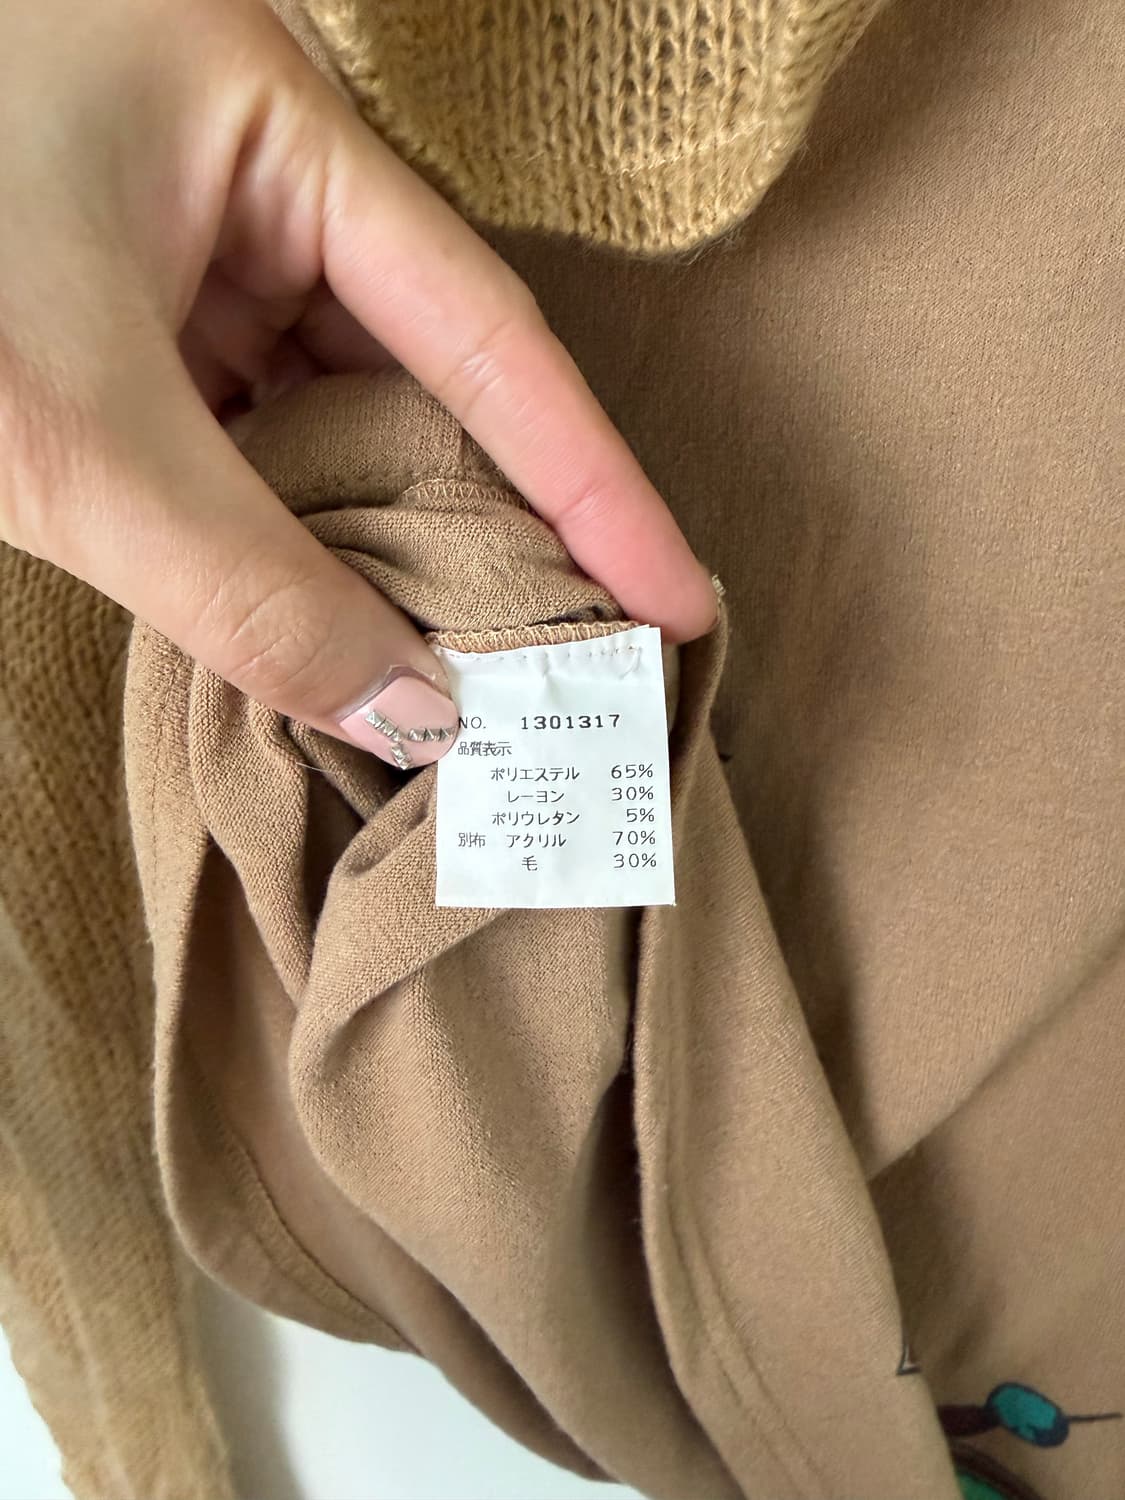 NO. 1301317
品質表示
ポリエステル 65%
レーヨン 30%
ポリウレタン 5%
別布 アクリル 70%
毛 30%